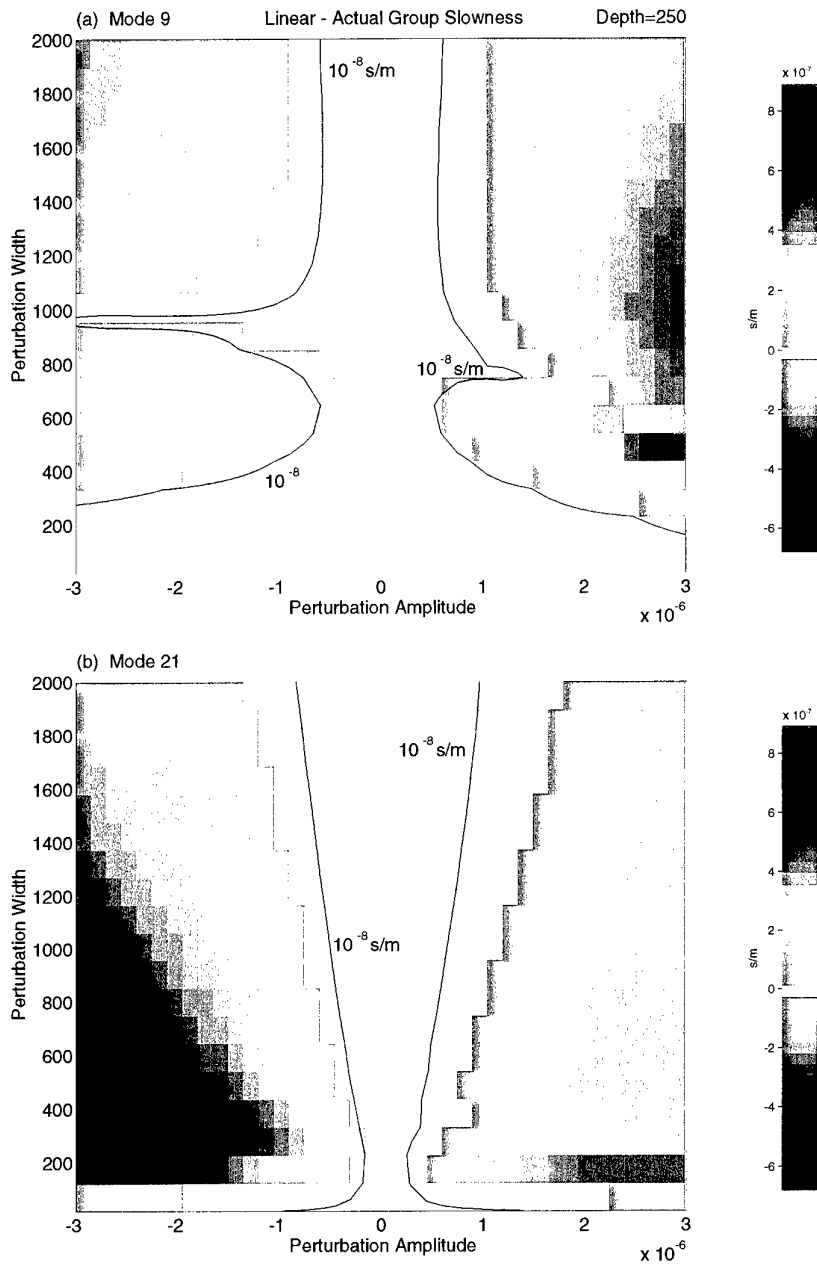 (a) Mode 9 Linear - Actual Group Slowness Depth=250
2000
1800
1600
1400
1200
1000
800
600
400
200
Perturbation Width
10⁻⁸ s/m
10⁻⁸ s/m
10⁻⁸
-3 -2 -1 0 1 2 3
Perturbation Amplitude
x 10⁻⁶
x 10⁻⁷
8
6
4
2
0
-2
-4
-6
s/m
(b) Mode 21
2000
1800
1600
1400
1200
1000
800
600
400
200
Perturbation Width
10⁻⁸ s/m
10⁻⁸ s/m
-3 -2 -1 0 1 2 3
Perturbation Amplitude
x 10⁻⁶
x 10⁻⁷
8
6
4
2
0
-2
-4
-6
s/m